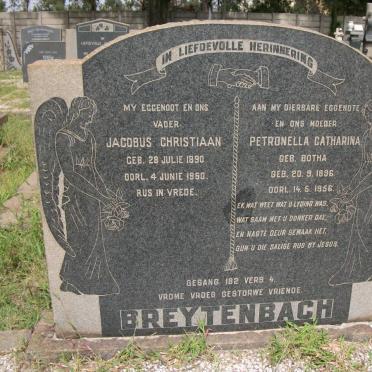 IN LIEFDEVOLLE HERINNERING
MY EGGENOOT EN ONS
VADER
JACOBUS CHRISTIAAN
GEB. 28 JULIE 1890
OORL. 4 JUNIE 1950.
RUS IN VREDE.
AAN MY DIERBARE EGGENOTE
EN ONS MOEDER
PETRONELLA CATHARINA
GEB. BOTHA
GEB. 20. 9. 1896.
OORL. 14. 6. 1956.
EK WAT WEET WAT U LYDING WAS,
WAT SAAM MET U DONKER DAL
EN NAGTE DEUR GEMAAK HET,
GUN U DIE SALIGE RUS BY JESUS.
GESANG 182 VERS 4.
VROME VROEG GESTORWE VRIENDE.
BREYTENBACH